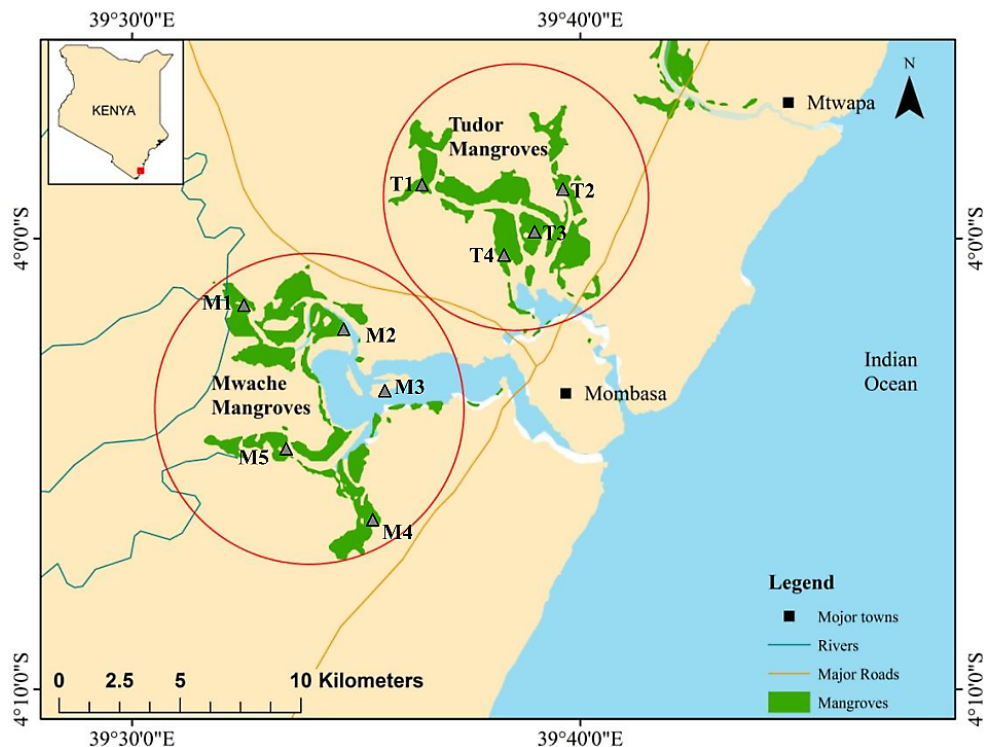 39°30'0"E
39°40'0"E
KENYA
N
Mtwapa
Tudor
Mangroves
T1
T2
T3
T4
4°0'0"S
4°0'0"S
M1
M2
M3
Mwache
Mangroves
M5
M4
Mombasa
Indian
Ocean
Legend
Mojor towns
Rivers
Major Roads
Mangroves
0 2.5 5 10 Kilometers
4°10'0"S
4°10'0"S
39°30'0"E
39°40'0"E